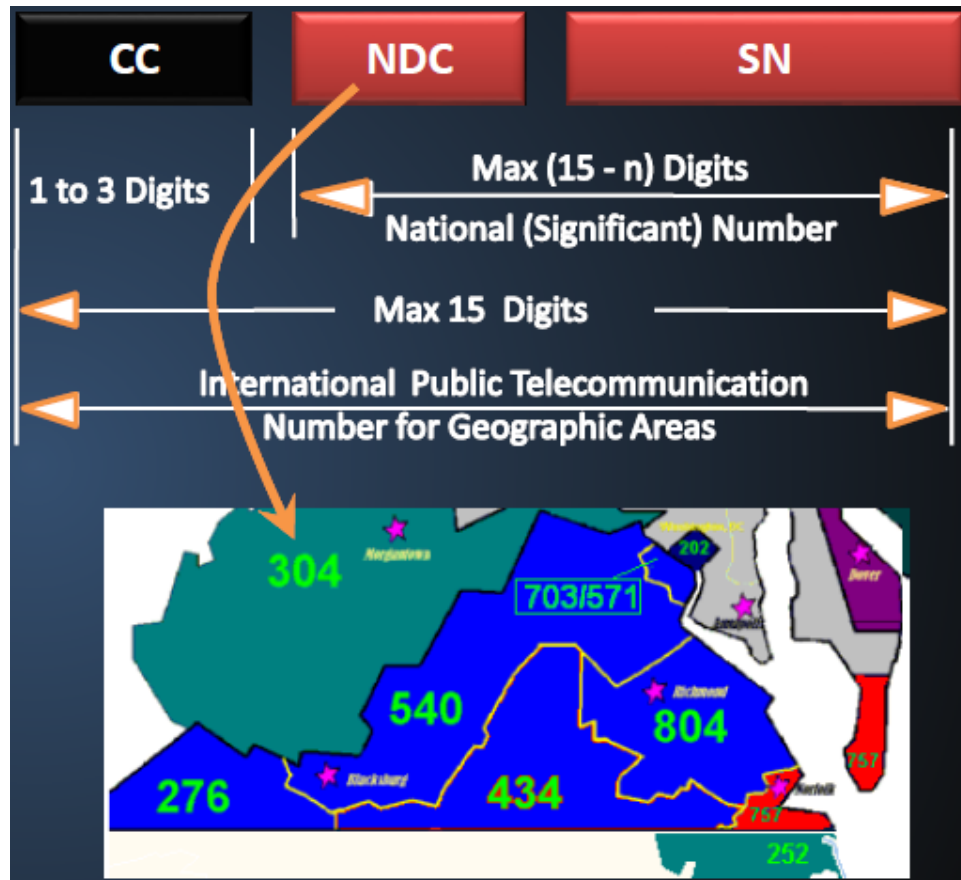 CC NDC SN
1 to 3 Digits
Max (15 - n) Digits
National (Significant) Number
Max 15 Digits
International Public Telecommunication
Number for Geographic Areas
304
Morgantown
Washington, DC
202
703/571
Dover
540
Richmond
804
276
Blacksburg
434
757
Norfolk
757
252